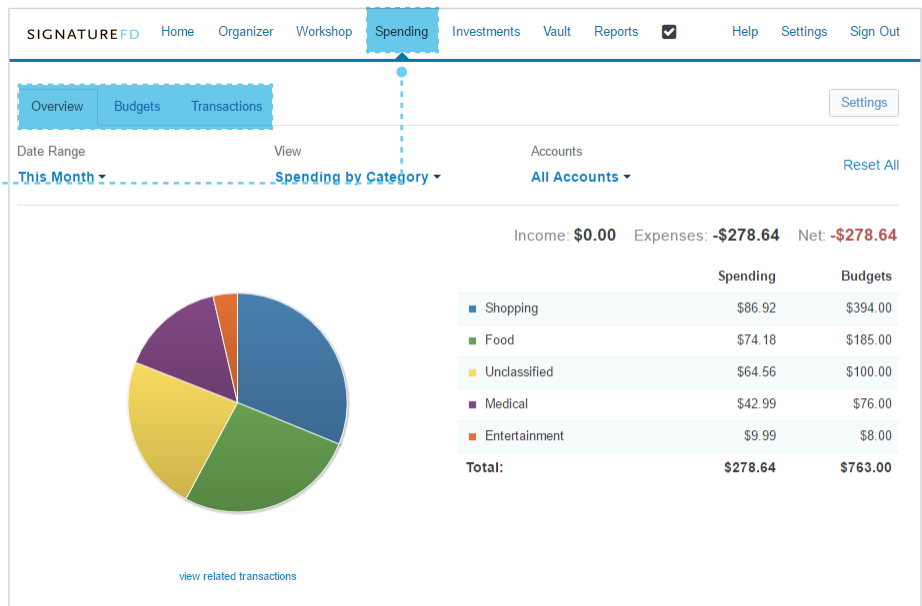 SIGNATUREFD Home Organizer Workshop Spending Investments Vault Reports Help Settings Sign Out
Overview Budgets Transactions Settings
Date Range View Accounts
This Month Spending by Category All Accounts Reset All
Income: $0.00 Expenses: -$278.64 Net: -$278.64
Spending Budgets
Shopping $86.92 $394.00
Food $74.18 $185.00
Unclassified $64.56 $100.00
Medical $42.99 $76.00
Entertainment $9.99 $8.00
Total: $278.64 $763.00
view related transactions